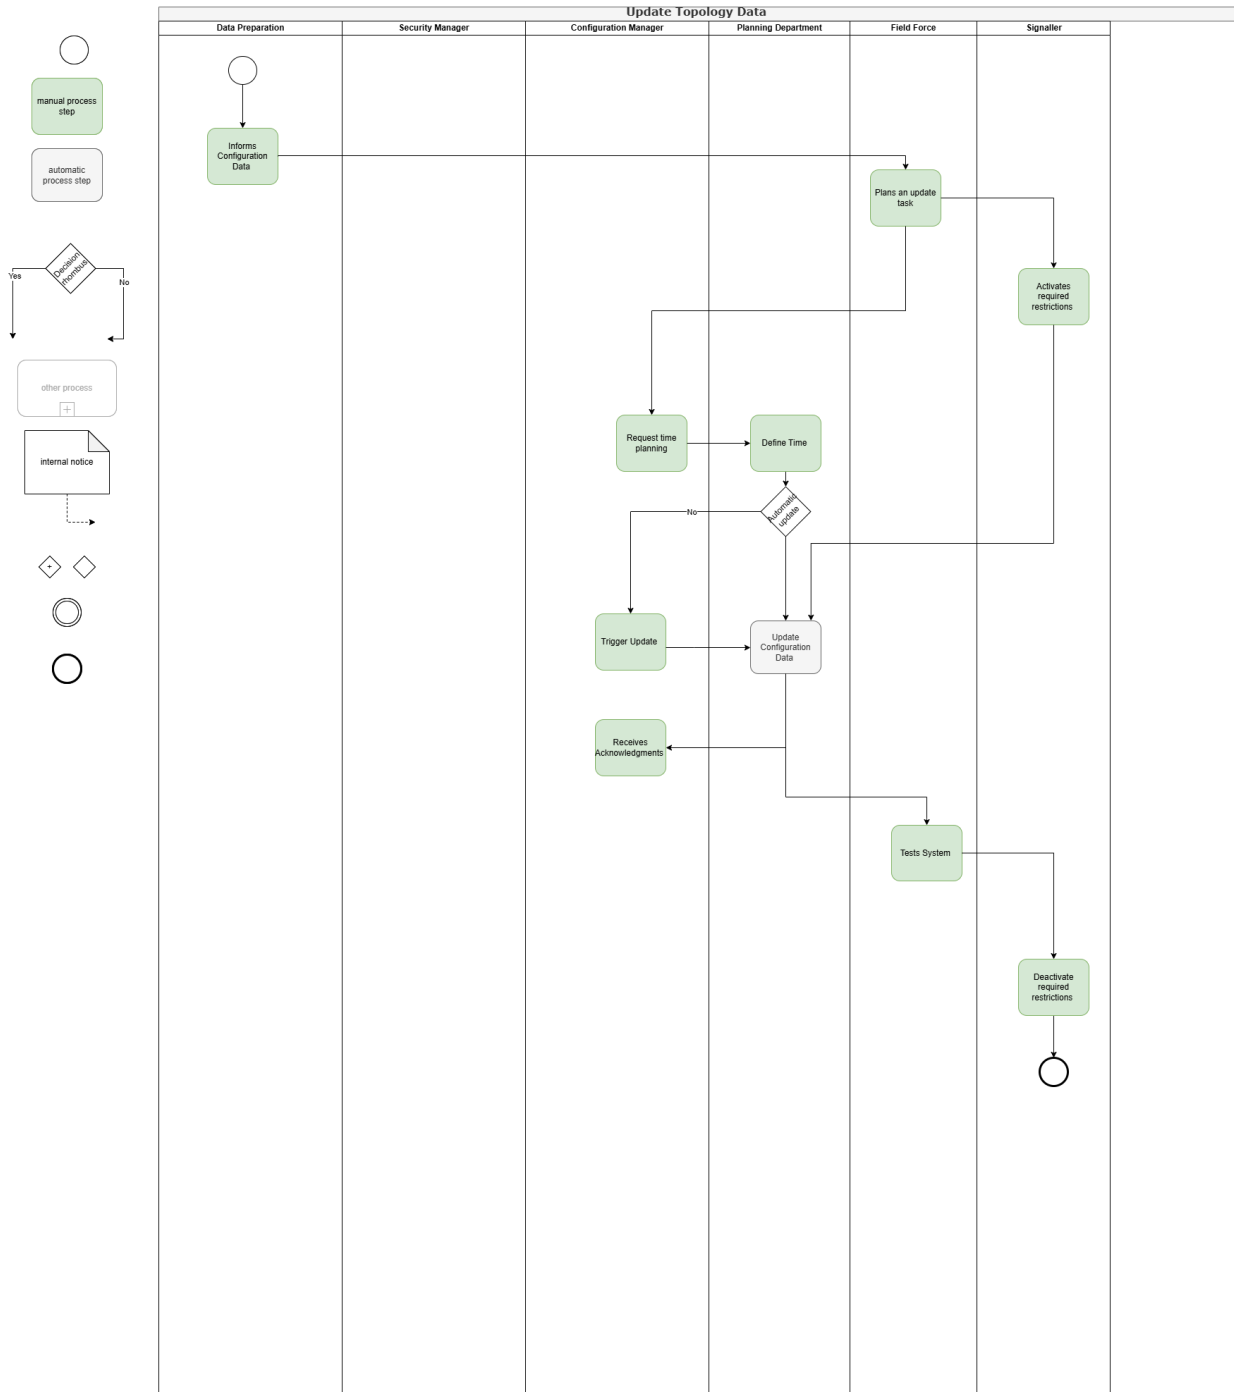 Update Topology Data
Data Preparation
Security Manager
Configuration Manager
Planning Department
Field Force
Signaller
manual process
step
automatic
process step
Decision
rhombus
Yes
No
other process
internal notice
Informs
Configuration
Data
Plans an update
task
Activates
required
restrictions
Request time
planning
Define Time
Automatic
update
No
Trigger Update
Update
Configuration
Data
Receives
Acknowledgments
Tests System
Deactivate
required
restrictions